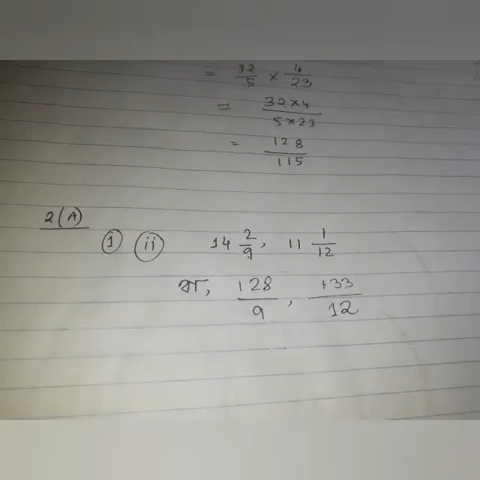 = 32/5 × 4/23
= 32×4/5×23
= 128/115
2(A)
(1) (ii) 14 2/9, 11 1/12
বা, 128/9, 133/12